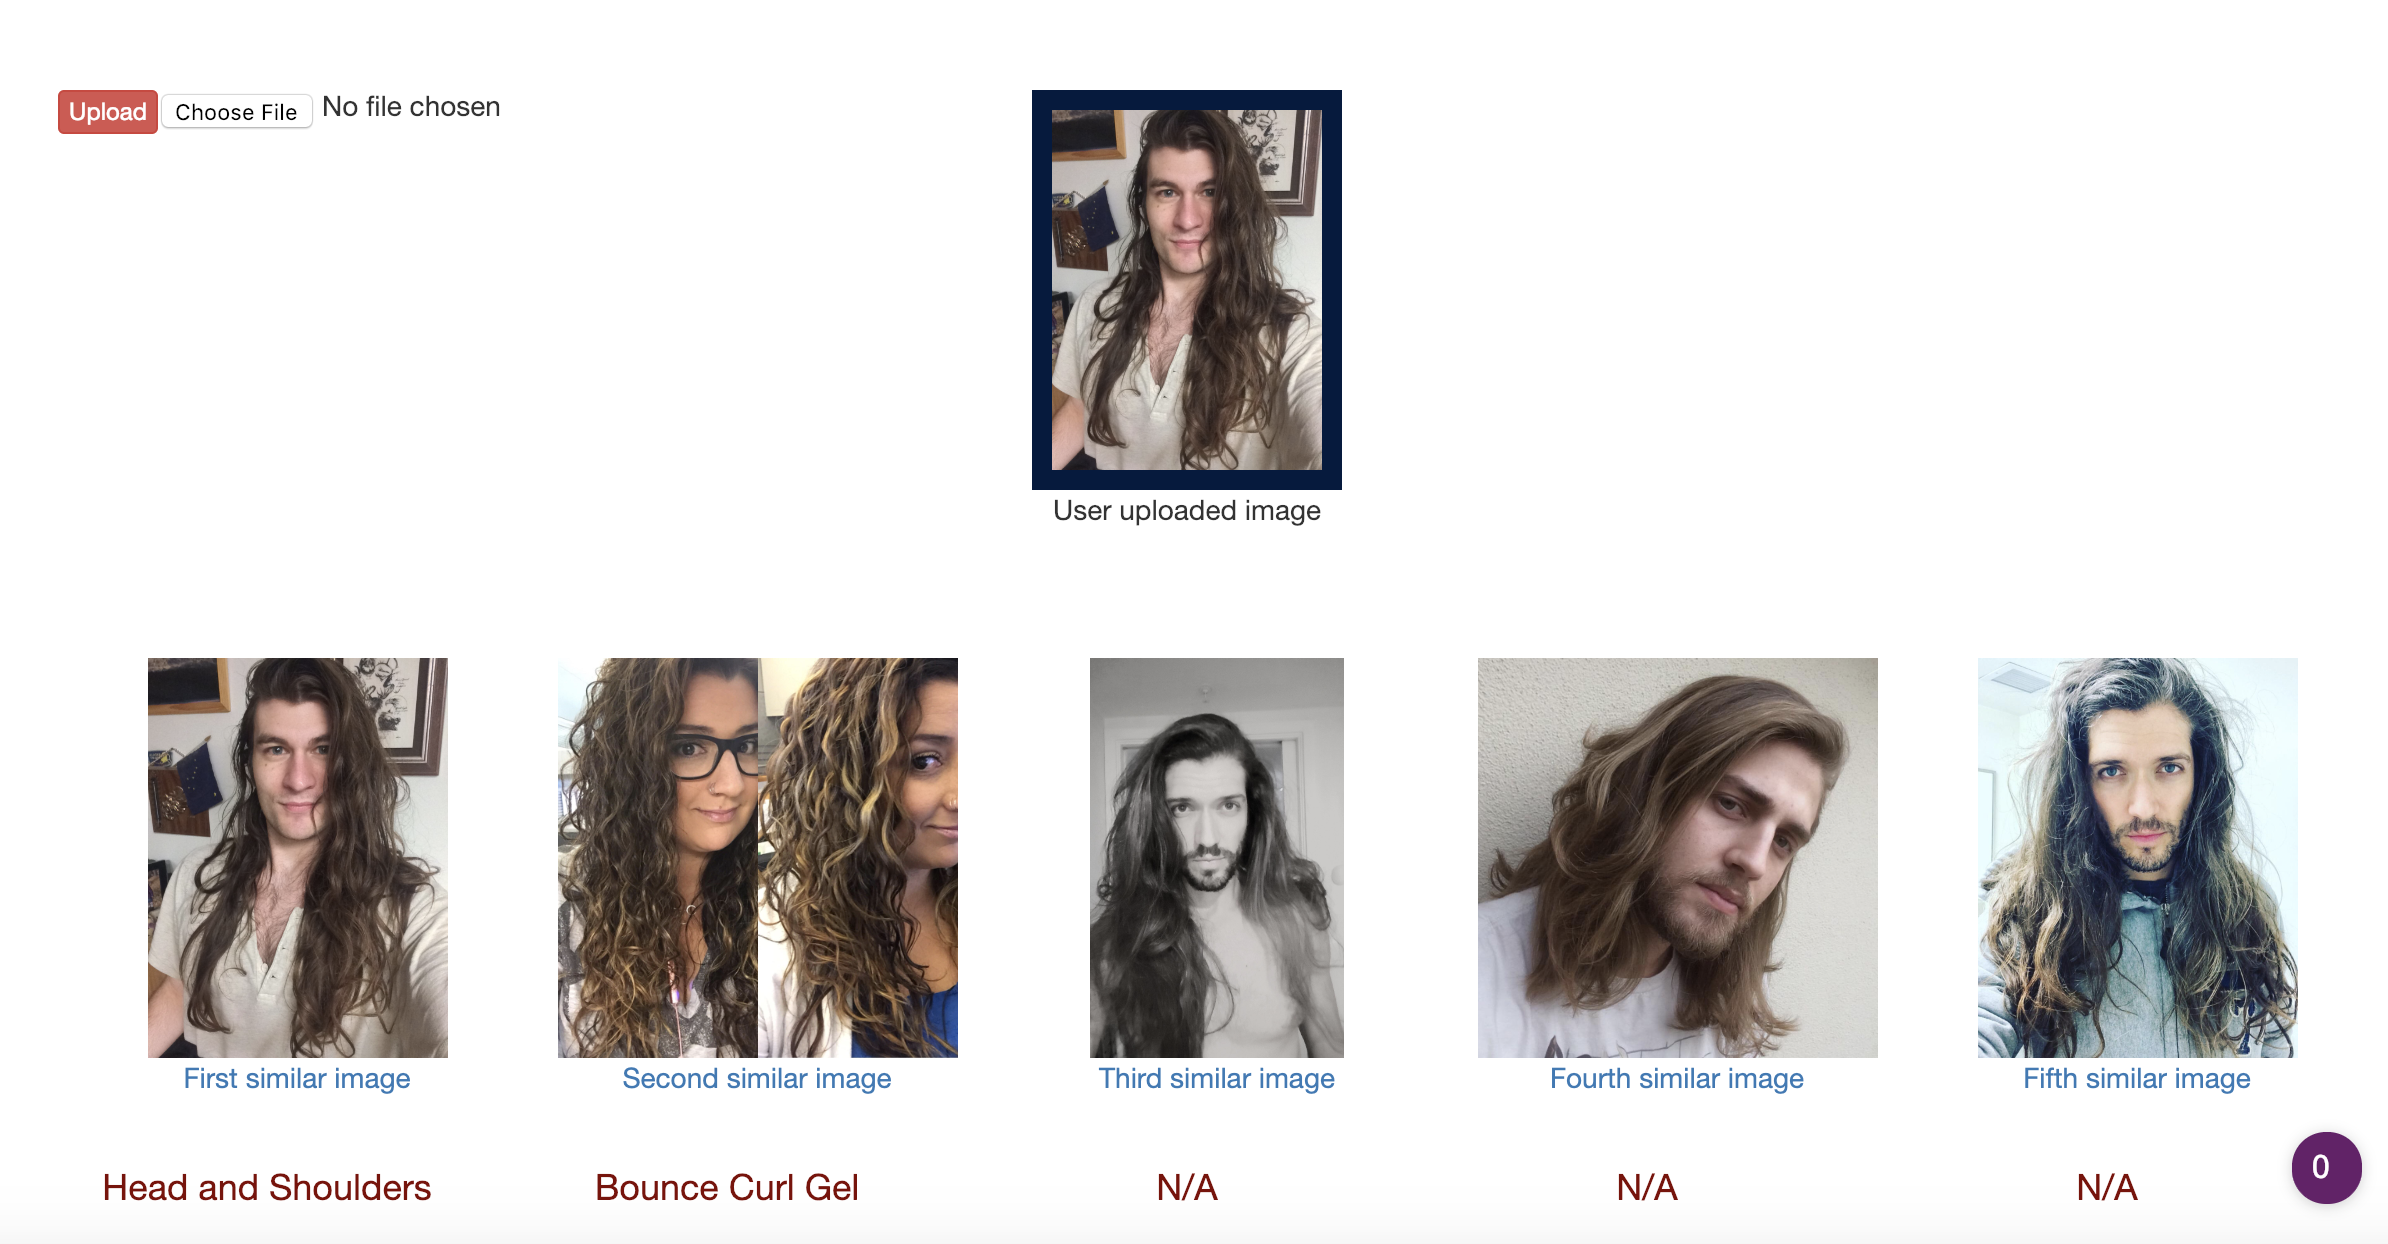 Upload Choose File No file chosen
User uploaded image
First similar image Second similar image Third similar image Fourth similar image Fifth similar image
Head and Shoulders Bounce Curl Gel N/A N/A N/A
0